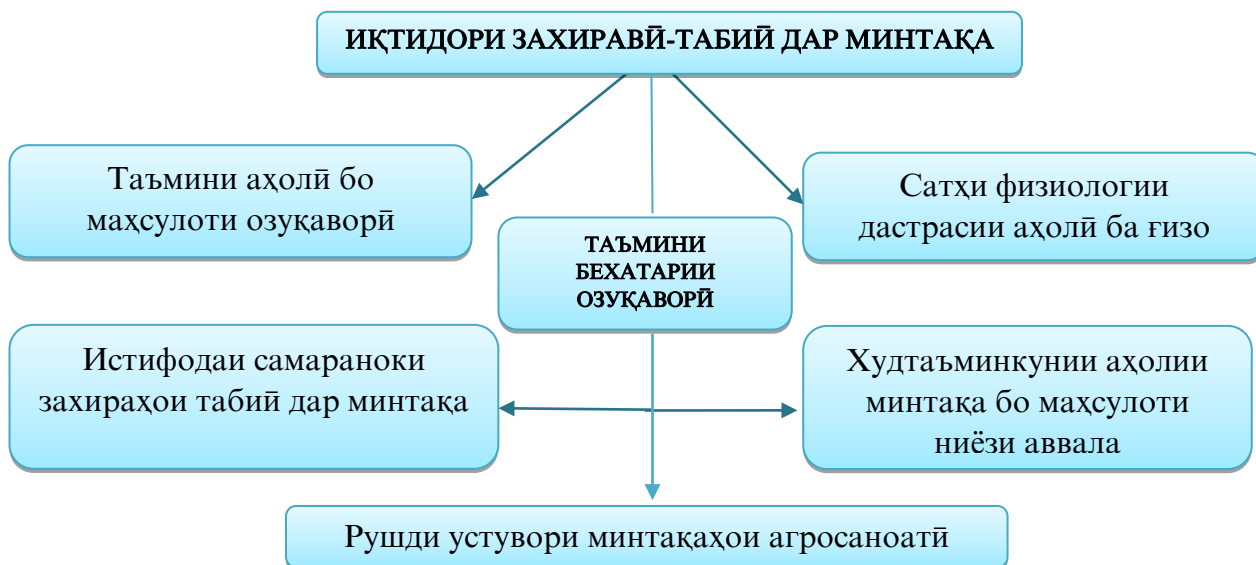 ИҚТИДОРИ ЗАХИРАВӢ-ТАБИӢ ДАР МИНТАҚА
Таъмини аҳолӣ бо
маҳсулоти озуқаворӣ
Сатҳи физиологии
дастрасии аҳолӣ ба ғизо
ТАЪМИНИ
БЕХАТАРИИ
ОЗУҚАВОРӢ
Истифодаи самараноки
захираҳои табиӣ дар минтақа
Худтаъминкунии аҳолии
минтақа бо маҳсулоти
ниёзи аввала
Рушди устувори минтақаҳои агросаноатӣ